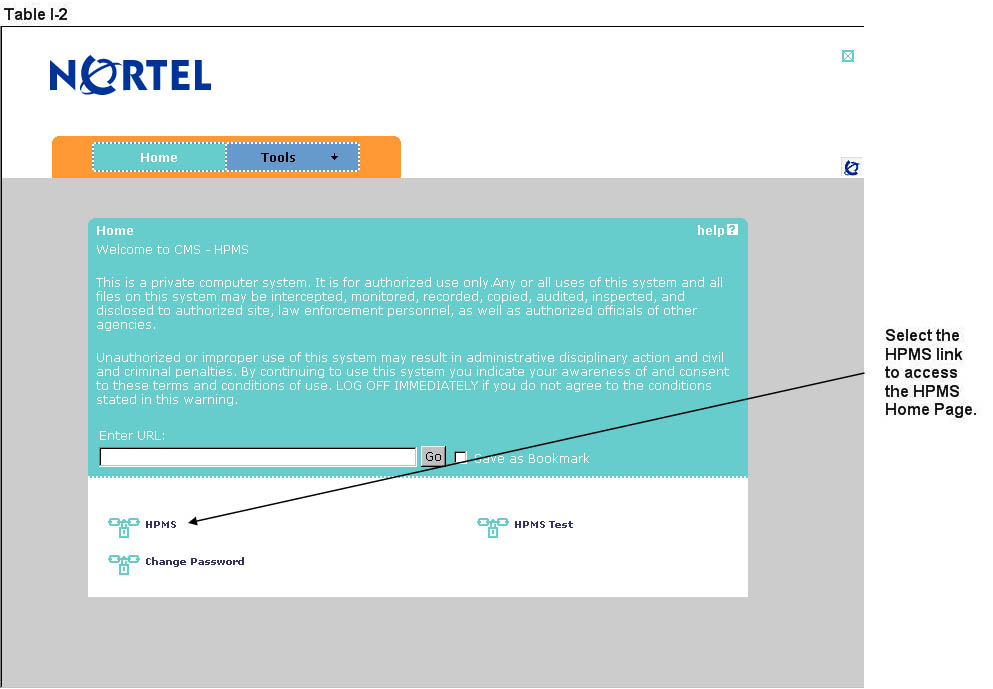 Table I-2
NORTEL
Home
Tools
Home
help?
Welcome to CMS - HPMS
This is a private computer system. It is for authorized use only.Any or all uses of this system and all
files on this system may be intercepted, monitored, recorded, copied, audited, inspected, and
disclosed to authorized site, law enforcement personnel, as well as authorized officials of other
agencies.
Unauthorized or improper use of this system may result in administrative disciplinary action and civil
and criminal penalties. By continuing to use this system you indicate your awareness of and consent
to these terms and conditions of use. LOG OFF IMMEDIATELY if you do not agree to the conditions
stated in this warning.
Enter URL:
Go
Save as Bookmark
HPMS
HPMS Test
Change Password
Select the
HPMS link
to access
the HPMS
Home Page.